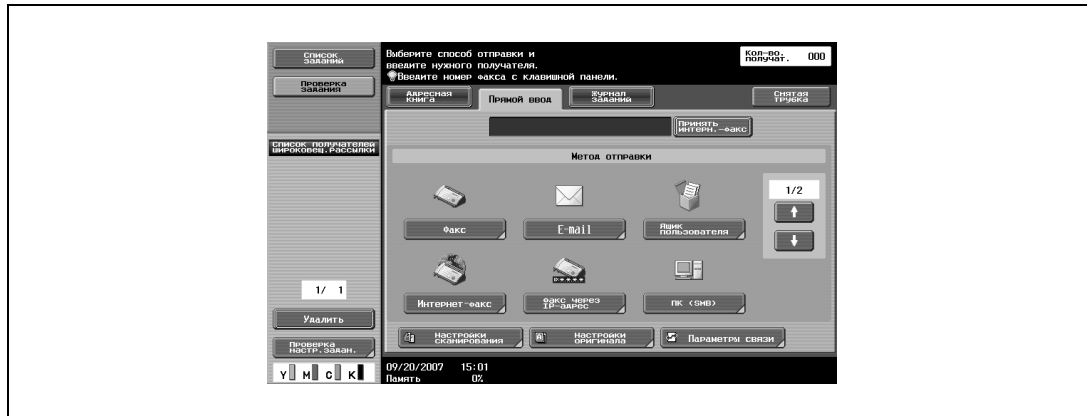 Список заданий
Проверка задания
Список получателей
широковец.рассылки
1/ 1
Удалить
Проверка
настр.задан.
Y M C K
Выберите способ отправки и
введите нужного получателя.
Введите номер факса с клавишной панели.
Кол-во.
получат. 000
Адресная
книга
Прямой ввод
Журнал
задания
Снятая
трубка
Принять
интерн.-факс
Метод отправки
Факс
E-mail
Ящик
пользователя
1/2
Интернет-факс
Факс через
IP-адрес
ПК (SMB)
Настройки
сканирования
Настройки
оригинала
Параметры связи
09/20/2007 15:01
Память 0%